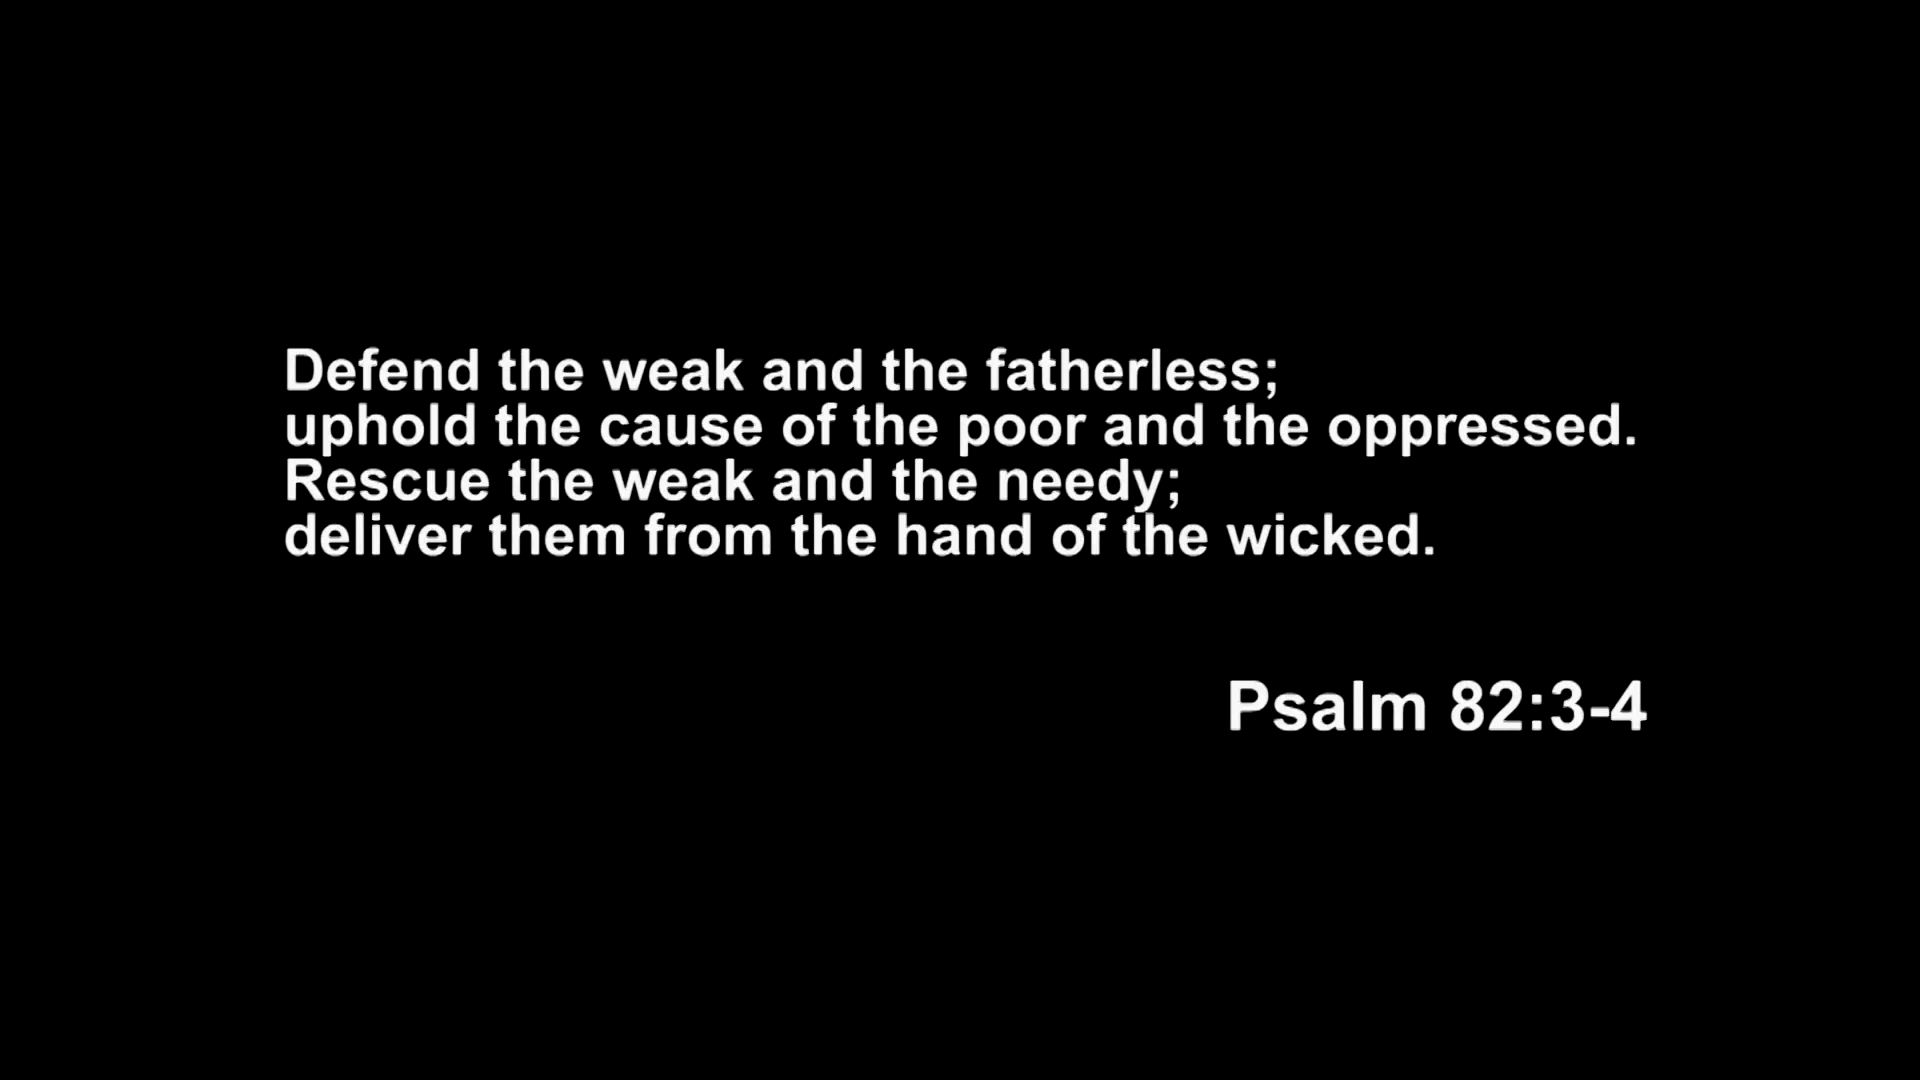 Defend the weak and the fatherless;
uphold the cause of the poor and the oppressed.
Rescue the weak and the needy;
deliver them from the hand of the wicked.
Psalm 82:3-4